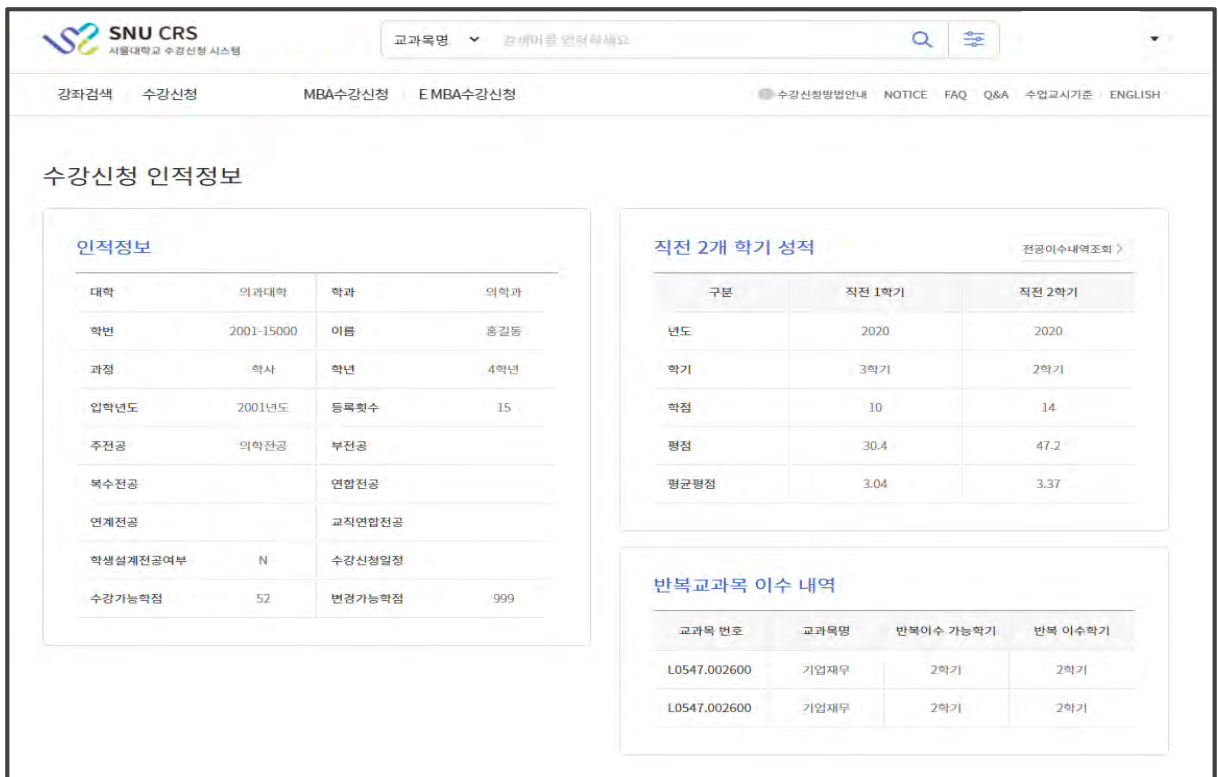 SNU CRS
서울대학교 수강신청 시스템
교과목명 검색어를 입력하세요
강좌검색 수강신청 MBA수강신청 E MBA수강신청
수강신청방법안내 NOTICE FAQ Q&A 수업교시기준 ENGLISH
수강신청 인적정보
인적정보
대학 의과대학 학과 의학과
학번 2001-15000 이름 홍길동
과정 학사 학년 4학년
입학년도 2001년도 등록횟수 15
주전공 의학전공 부전공
복수전공 연합전공
연계전공 교직연합전공
학생설계전공여부 N 수강신청일정
수강가능학점 52 변경가능학점 999
직전 2개 학기 성적 전공이수내역조회 >
구분 직전 1학기 직전 2학기
년도 2020 2020
학기 3학기 2학기
학점 10 14
평점 30.4 47.2
평균평점 3.04 3.37
반복교과목 이수 내역
교과목 번호 교과목명 반복이수 가능학기 반복 이수학기
L0547.002600 기업재무 2학기 2학기
L0547.002600 기업재무 2학기 2학기